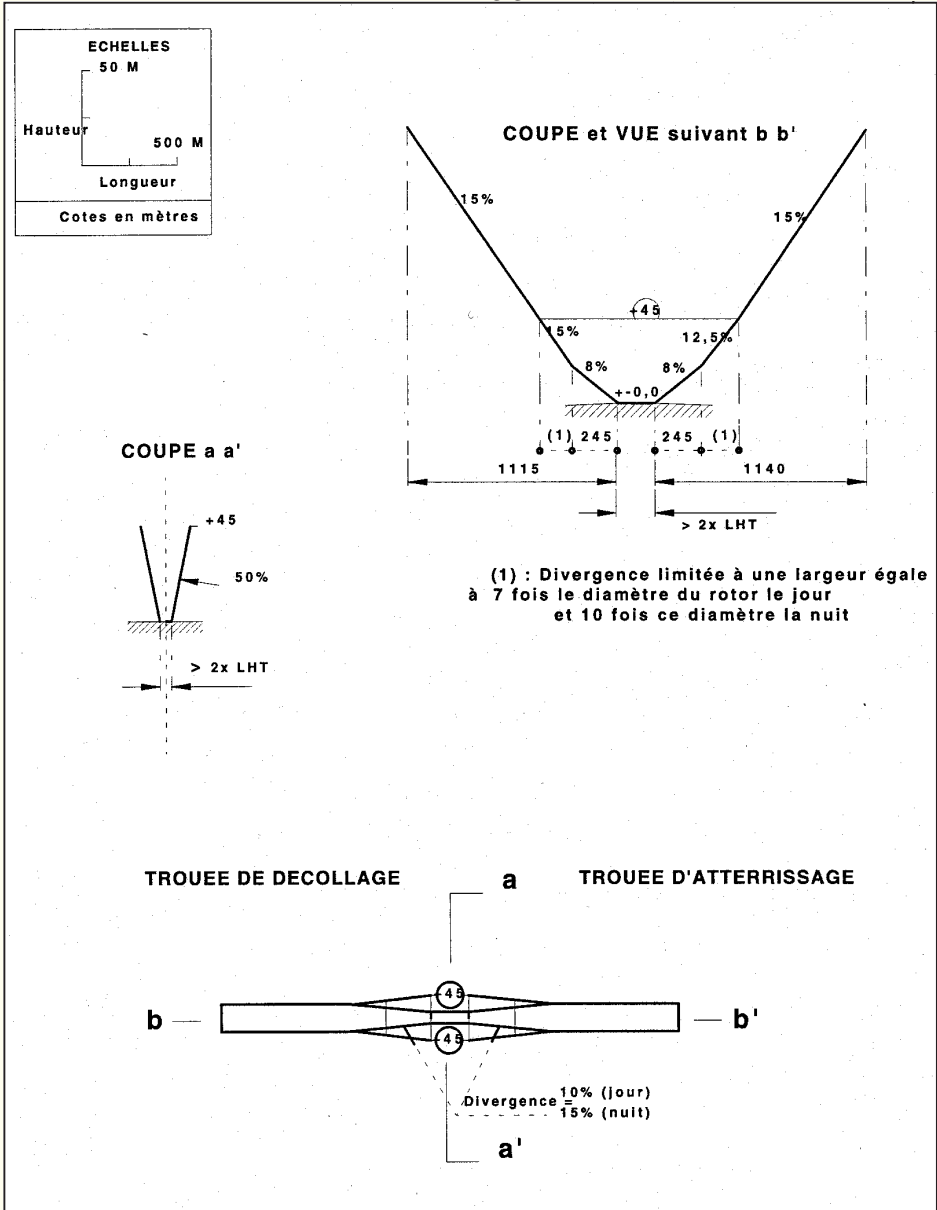 ECHELLES
50 M
Hauteur
500 M
Longueur
Cotes en mètres
COUPE et VUE suivant b b'
15%
15%
+45
15%
12,5%
8%
8%
+-0,0
(1) 245
245 (1)
1115
1140
> 2x LHT
COUPE a a'
+45
50%
> 2x LHT
(1) : Divergence limitée à une largeur égale
à 7 fois le diamètre du rotor le jour
et 10 fois ce diamètre la nuit
TROUEE DE DECOLLAGE
a
TROUEE D'ATTERRISSAGE
45
b
b'
45
Divergence = 10% (jour)
15% (nuit)
a'